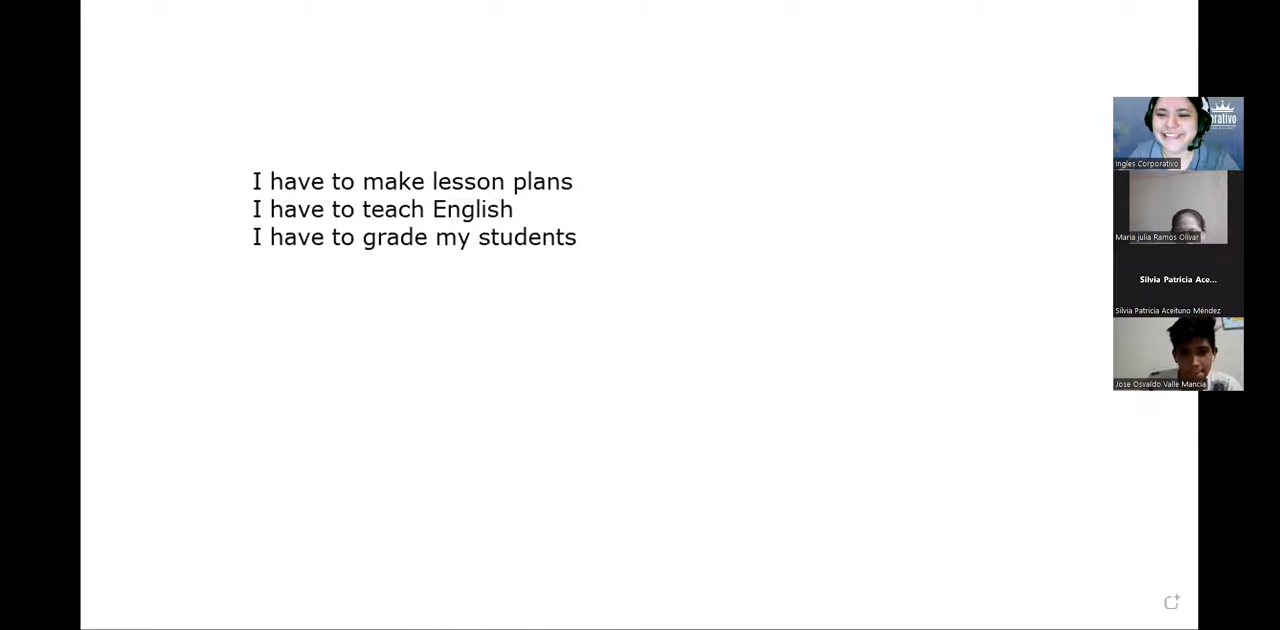 I have to make lesson plans
I have to teach English
I have to grade my students
orativo
Ingles Corporativo
Maria julia Ramos Olivar
Silvia Patricia Ace...
Silvia Patricia Aceituno Méndez
Jose Osvaldo Valle Mancia